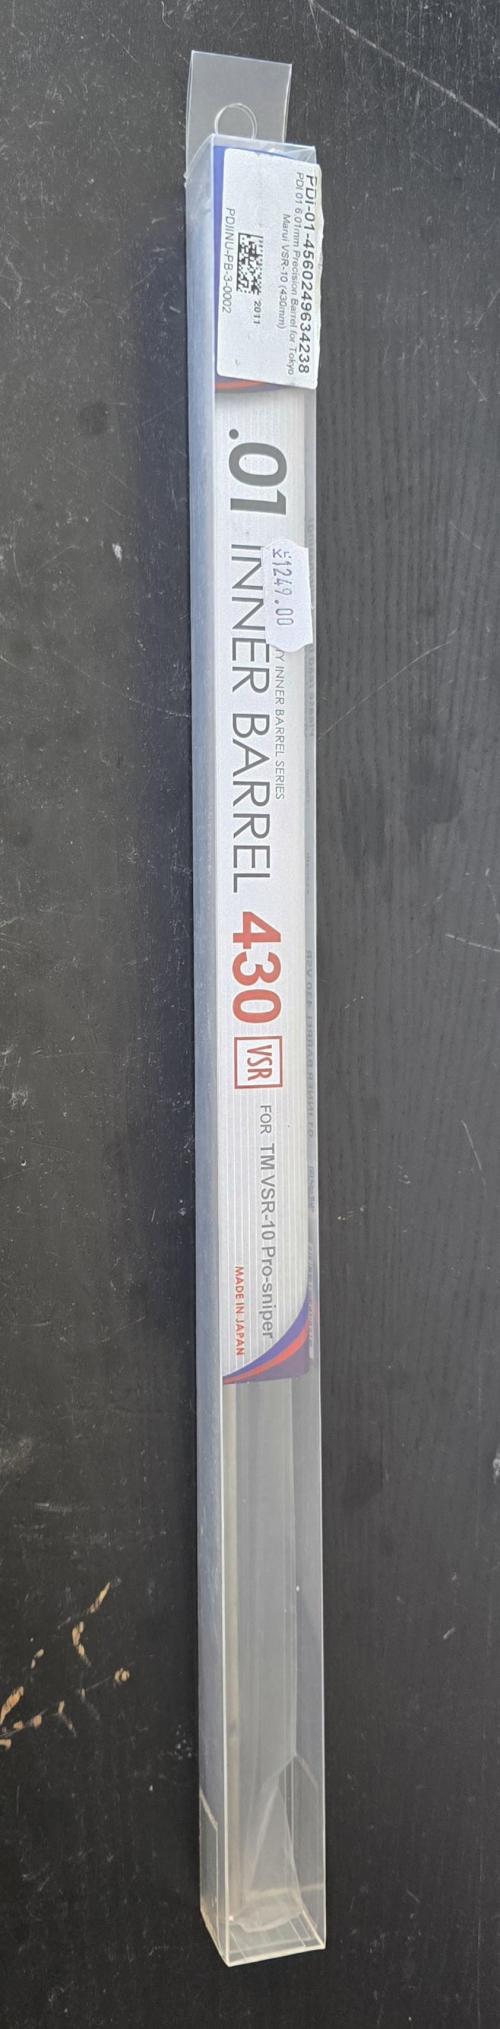 PDI-01-4560249634238
PDI 01 6.01mm Precision Barrel for Tokyo
Marui VSR-10 (430mm)
2011
PDIINU-PB-3-0002
1249.00
INNER BARREL SERIES
.01 INNER BARREL 430 VSR
FOR TM VSR-10 Pro-sniper
MADE IN JAPAN